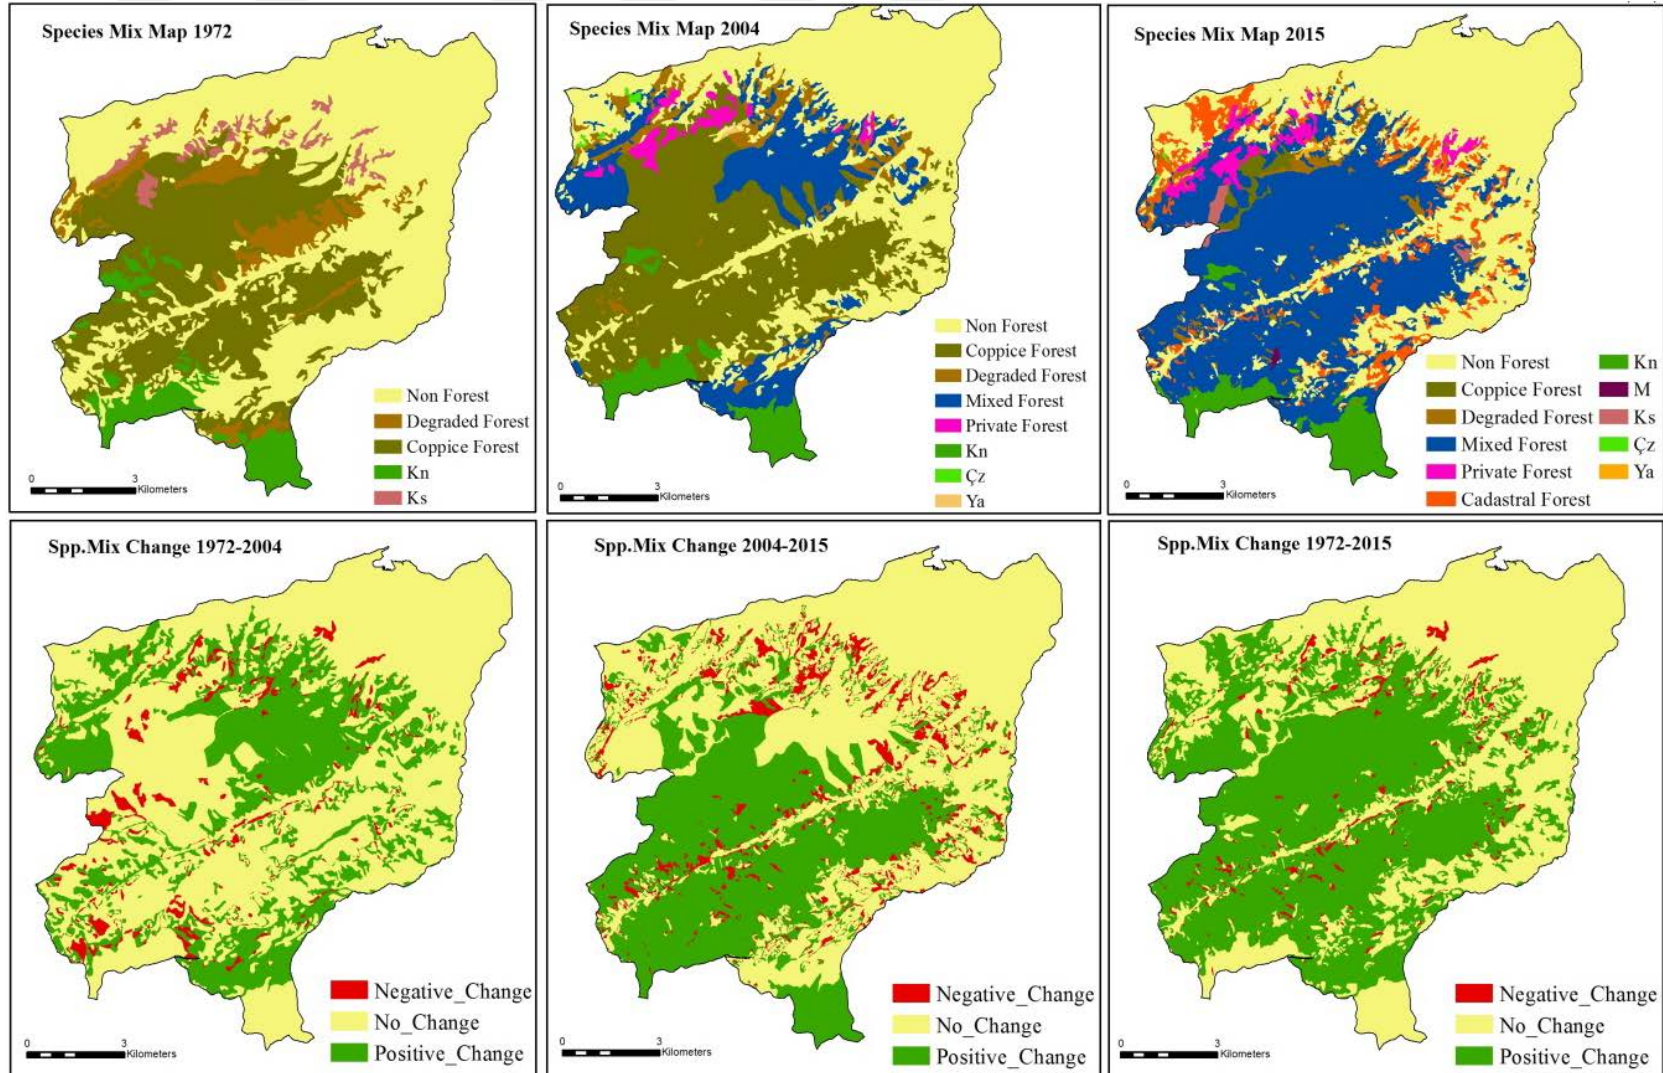 Species Mix Map 1972
Non Forest
Degraded Forest
Coppice Forest
Kn
Ks
0 3
Kilometers
Species Mix Map 2004
Non Forest
Coppice Forest
Degraded Forest
Mixed Forest
Private Forest
Kn
Çz
Ya
0 3
Kilometers
Species Mix Map 2015
Non Forest
Coppice Forest
Degraded Forest
Mixed Forest
Private Forest
Cadastral Forest
Kn
M
Ks
Çz
Ya
0 3
Kilometers
Spp.Mix Change 1972-2004
Negative_Change
No_Change
Positive_Change
0 3
Kilometers
Spp.Mix Change 2004-2015
Negative_Change
No_Change
Positive_Change
0 3
Kilometers
Spp.Mix Change 1972-2015
Negative_Change
No_Change
Positive_Change
0 3
Kilometers